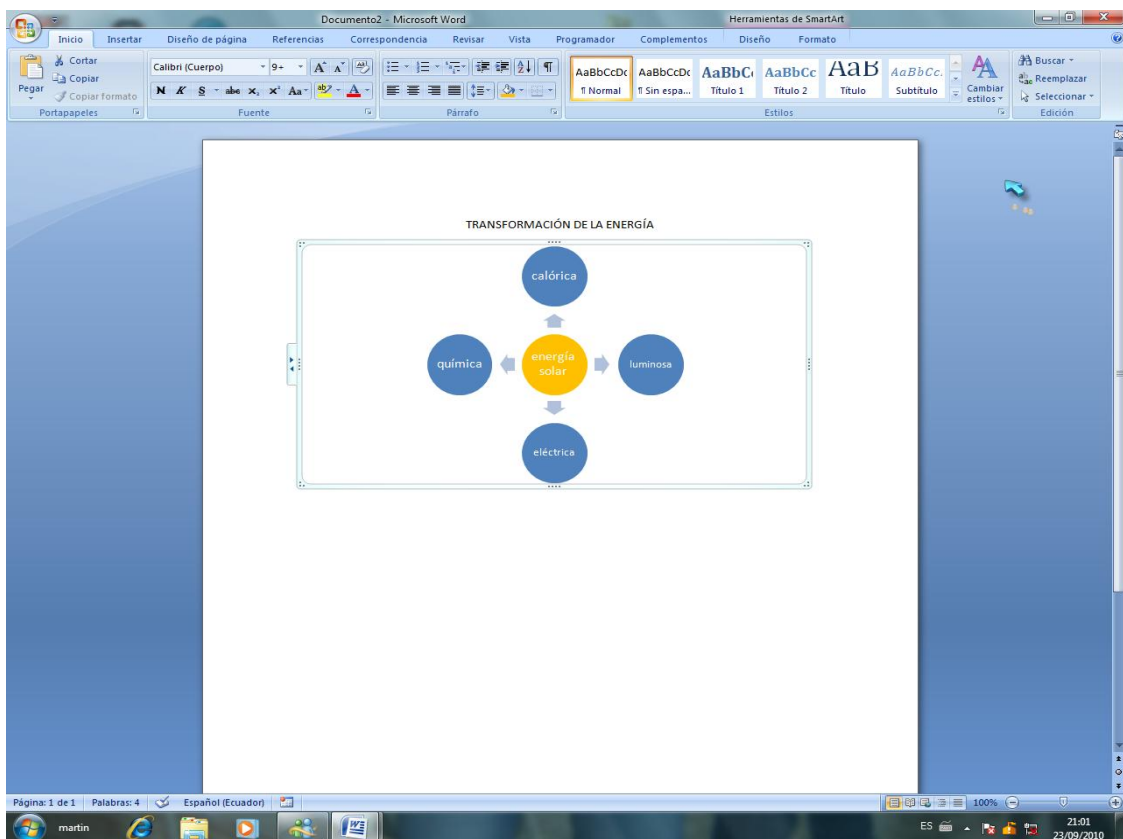 Documento2 - Microsoft Word
Herramientas de SmartArt
Inicio Insertar Diseño de página Referencias Correspondencia Revisar Vista Programador Complementos Diseño Formato
Pegar
Cortar
Copiar
Copiar formato
Portapapeles
Calibri (Cuerpo) 9+
N K S abe x₂ x² Aa
Fuente
Párrafo
AaBbCcDc AaBbCcDc AaBbC AaBbCc AaB AaBbCc.
¶ Normal ¶ Sin espa... Título 1 Título 2 Título Subtítulo
Cambiar
estilos
Estilos
Buscar
Reemplazar
Seleccionar
Edición
TRANSFORMACIÓN DE LA ENERGÍA
calórica
química
energía
solar
luminosa
eléctrica
Página: 1 de 1 Palabras: 4 Español (Ecuador) 100%
martin
ES
21:01
23/09/2010